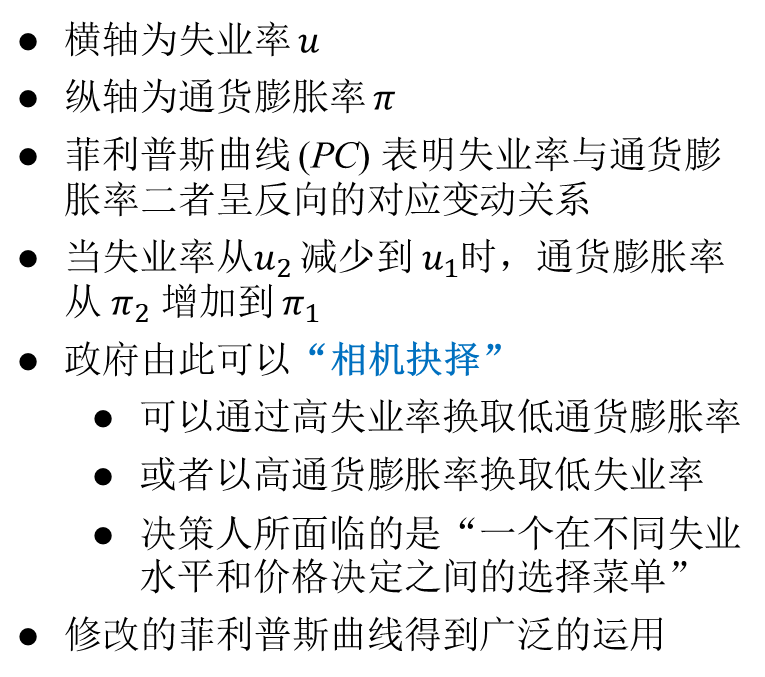 ● 横轴为失业率 u
● 纵轴为通货膨胀率 π
● 菲利普斯曲线 (PC) 表明失业率与通货膨
胀率二者呈反向的对应变动关系
● 当失业率从u₂ 减少到 u₁时，通货膨胀率
从 π₂ 增加到 π₁
● 政府由此可以“相机抉择”
● 可以通过高失业率换取低通货膨胀率
● 或者以高通货膨胀率换取低失业率
● 决策人所面临的是“一个在不同失业
水平和价格决定之间的选择菜单”
● 修改的菲利普斯曲线得到广泛的运用